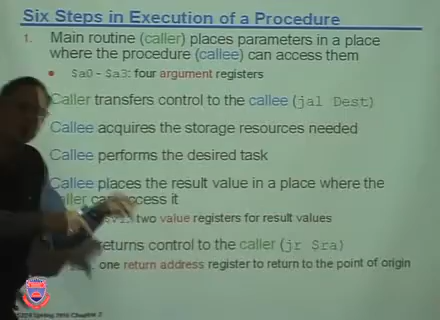 Six Steps in Execution of a Procedure
1. Main routine (caller) places parameters in a place
where the procedure (callee) can access them
$a0 - $a3: four argument registers
Caller transfers control to the callee (jal Dest)
Callee acquires the storage resources needed
Callee performs the desired task
Callee places the result value in a place where the
caller can access it
two value registers for result values
returns control to the caller (jr $ra)
one return address register to return to the point of origin